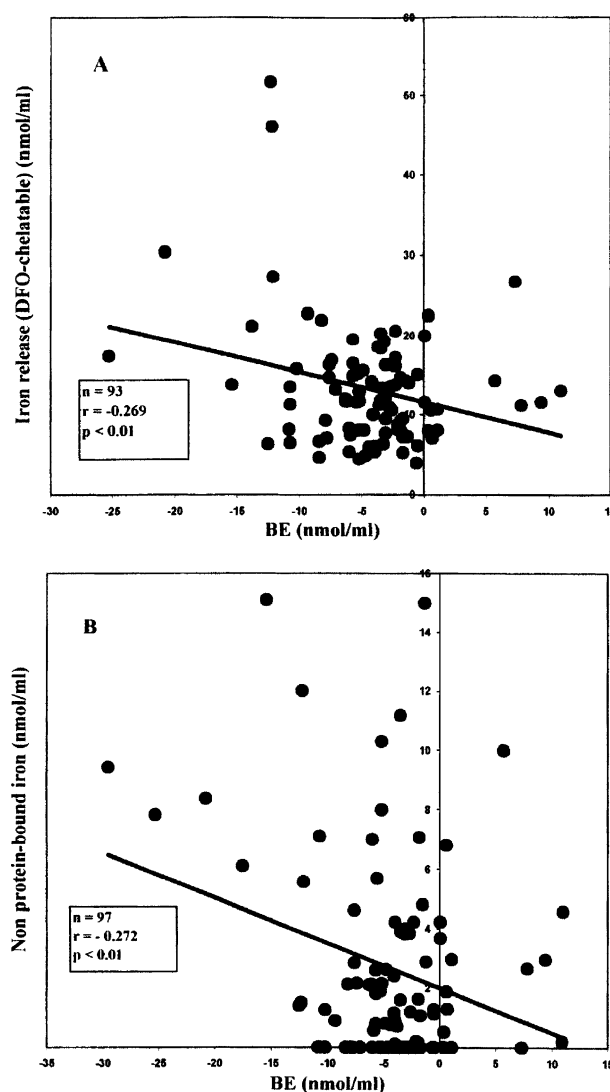 A
Iron release (DFO-chelatable) (nmol/ml)
60
50
40
30
20
10
0
n = 93
r = -0.269
p < 0.01
-30 -25 -20 -15 -10 -5 0 5 10 15
BE (nmol/ml)
B
Non protein-bound iron (nmol/ml)
16
14
12
10
8
6
4
2
n = 97
r = - 0.272
p < 0.01
-30 -25 -20 -15 -10 -5 0 5 10 15
BE (nmol/ml)